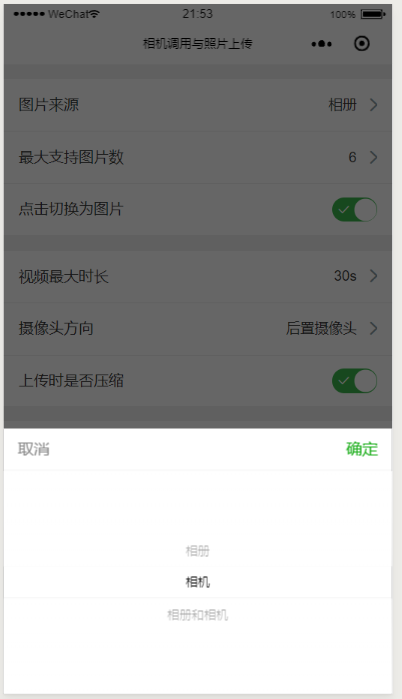 WeChat 21:53 100%
相机调用与照片上传
图片来源 相册
最大支持图片数 6
点击切换为图片
视频最大时长 30s
摄像头方向 后置摄像头
上传时是否压缩
取消 确定
相册
相机
相册和相机